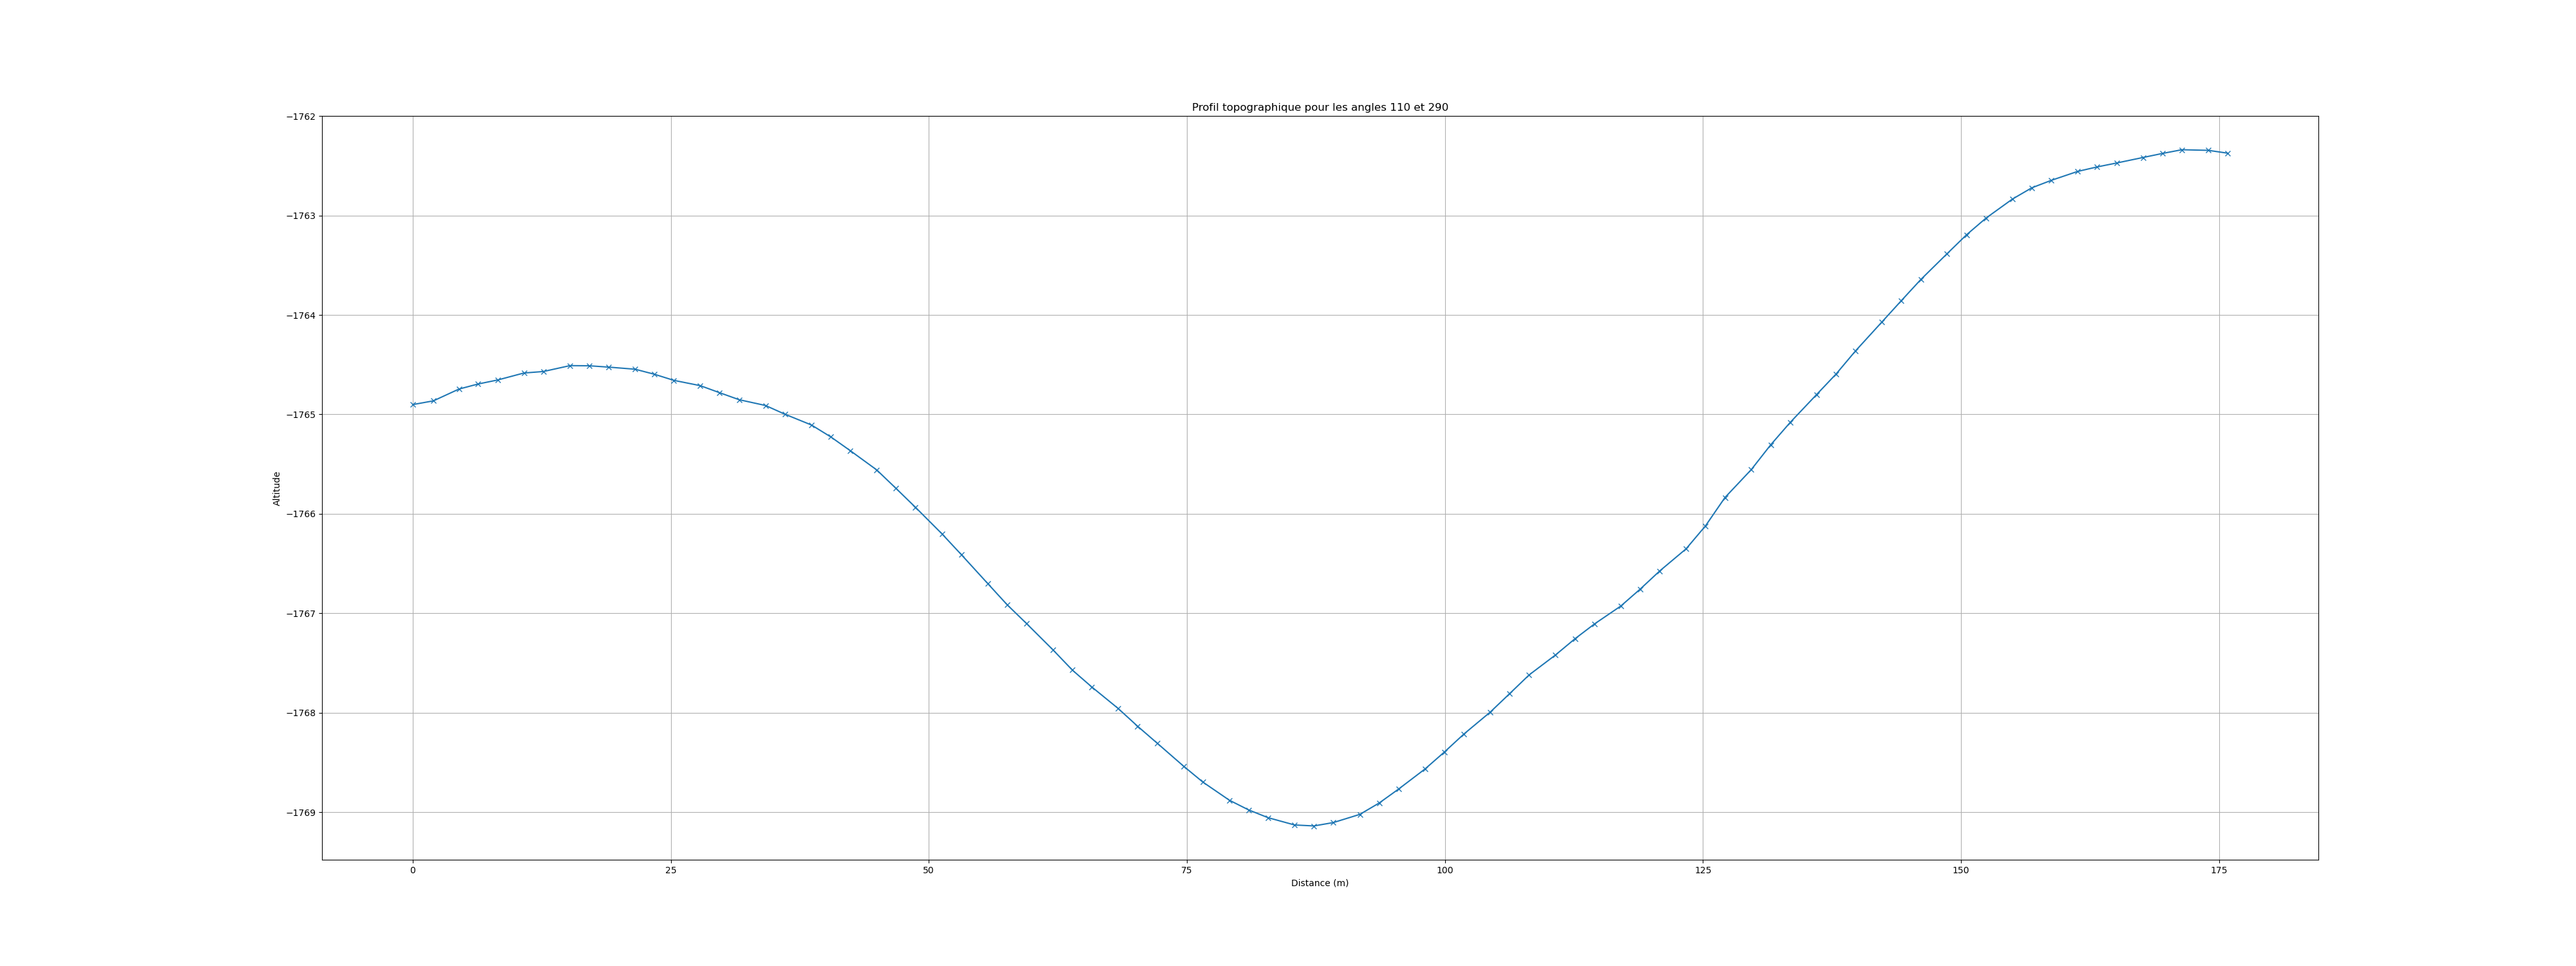 Profil topographique pour les angles 110 et 290
−1762
−1763
−1764
−1765
−1766
−1767
−1768
−1769
Altitude
0 25 50 75 100 125 150 175
Distance (m)